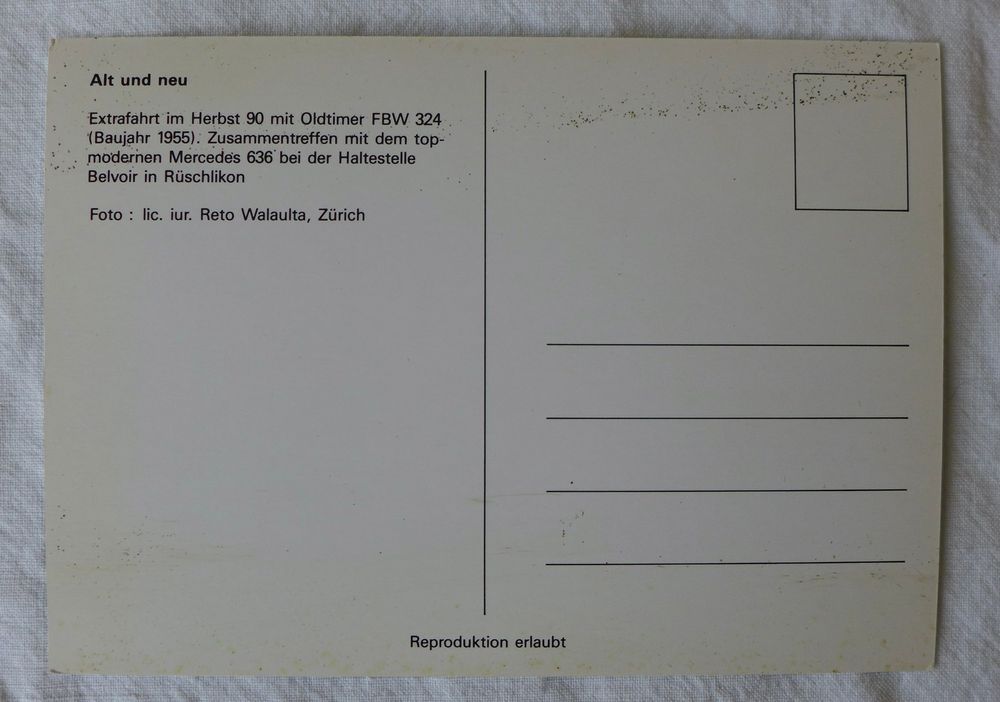 Alt und neu
Extrafahrt im Herbst 90 mit Oldtimer FBW 324
(Baujahr 1955). Zusammentreffen mit dem top-
modernen Mercedes 636 bei der Haltestelle
Belvoir in Rüschlikon
Foto : lic. iur. Reto Walaulta, Zürich
Reproduktion erlaubt